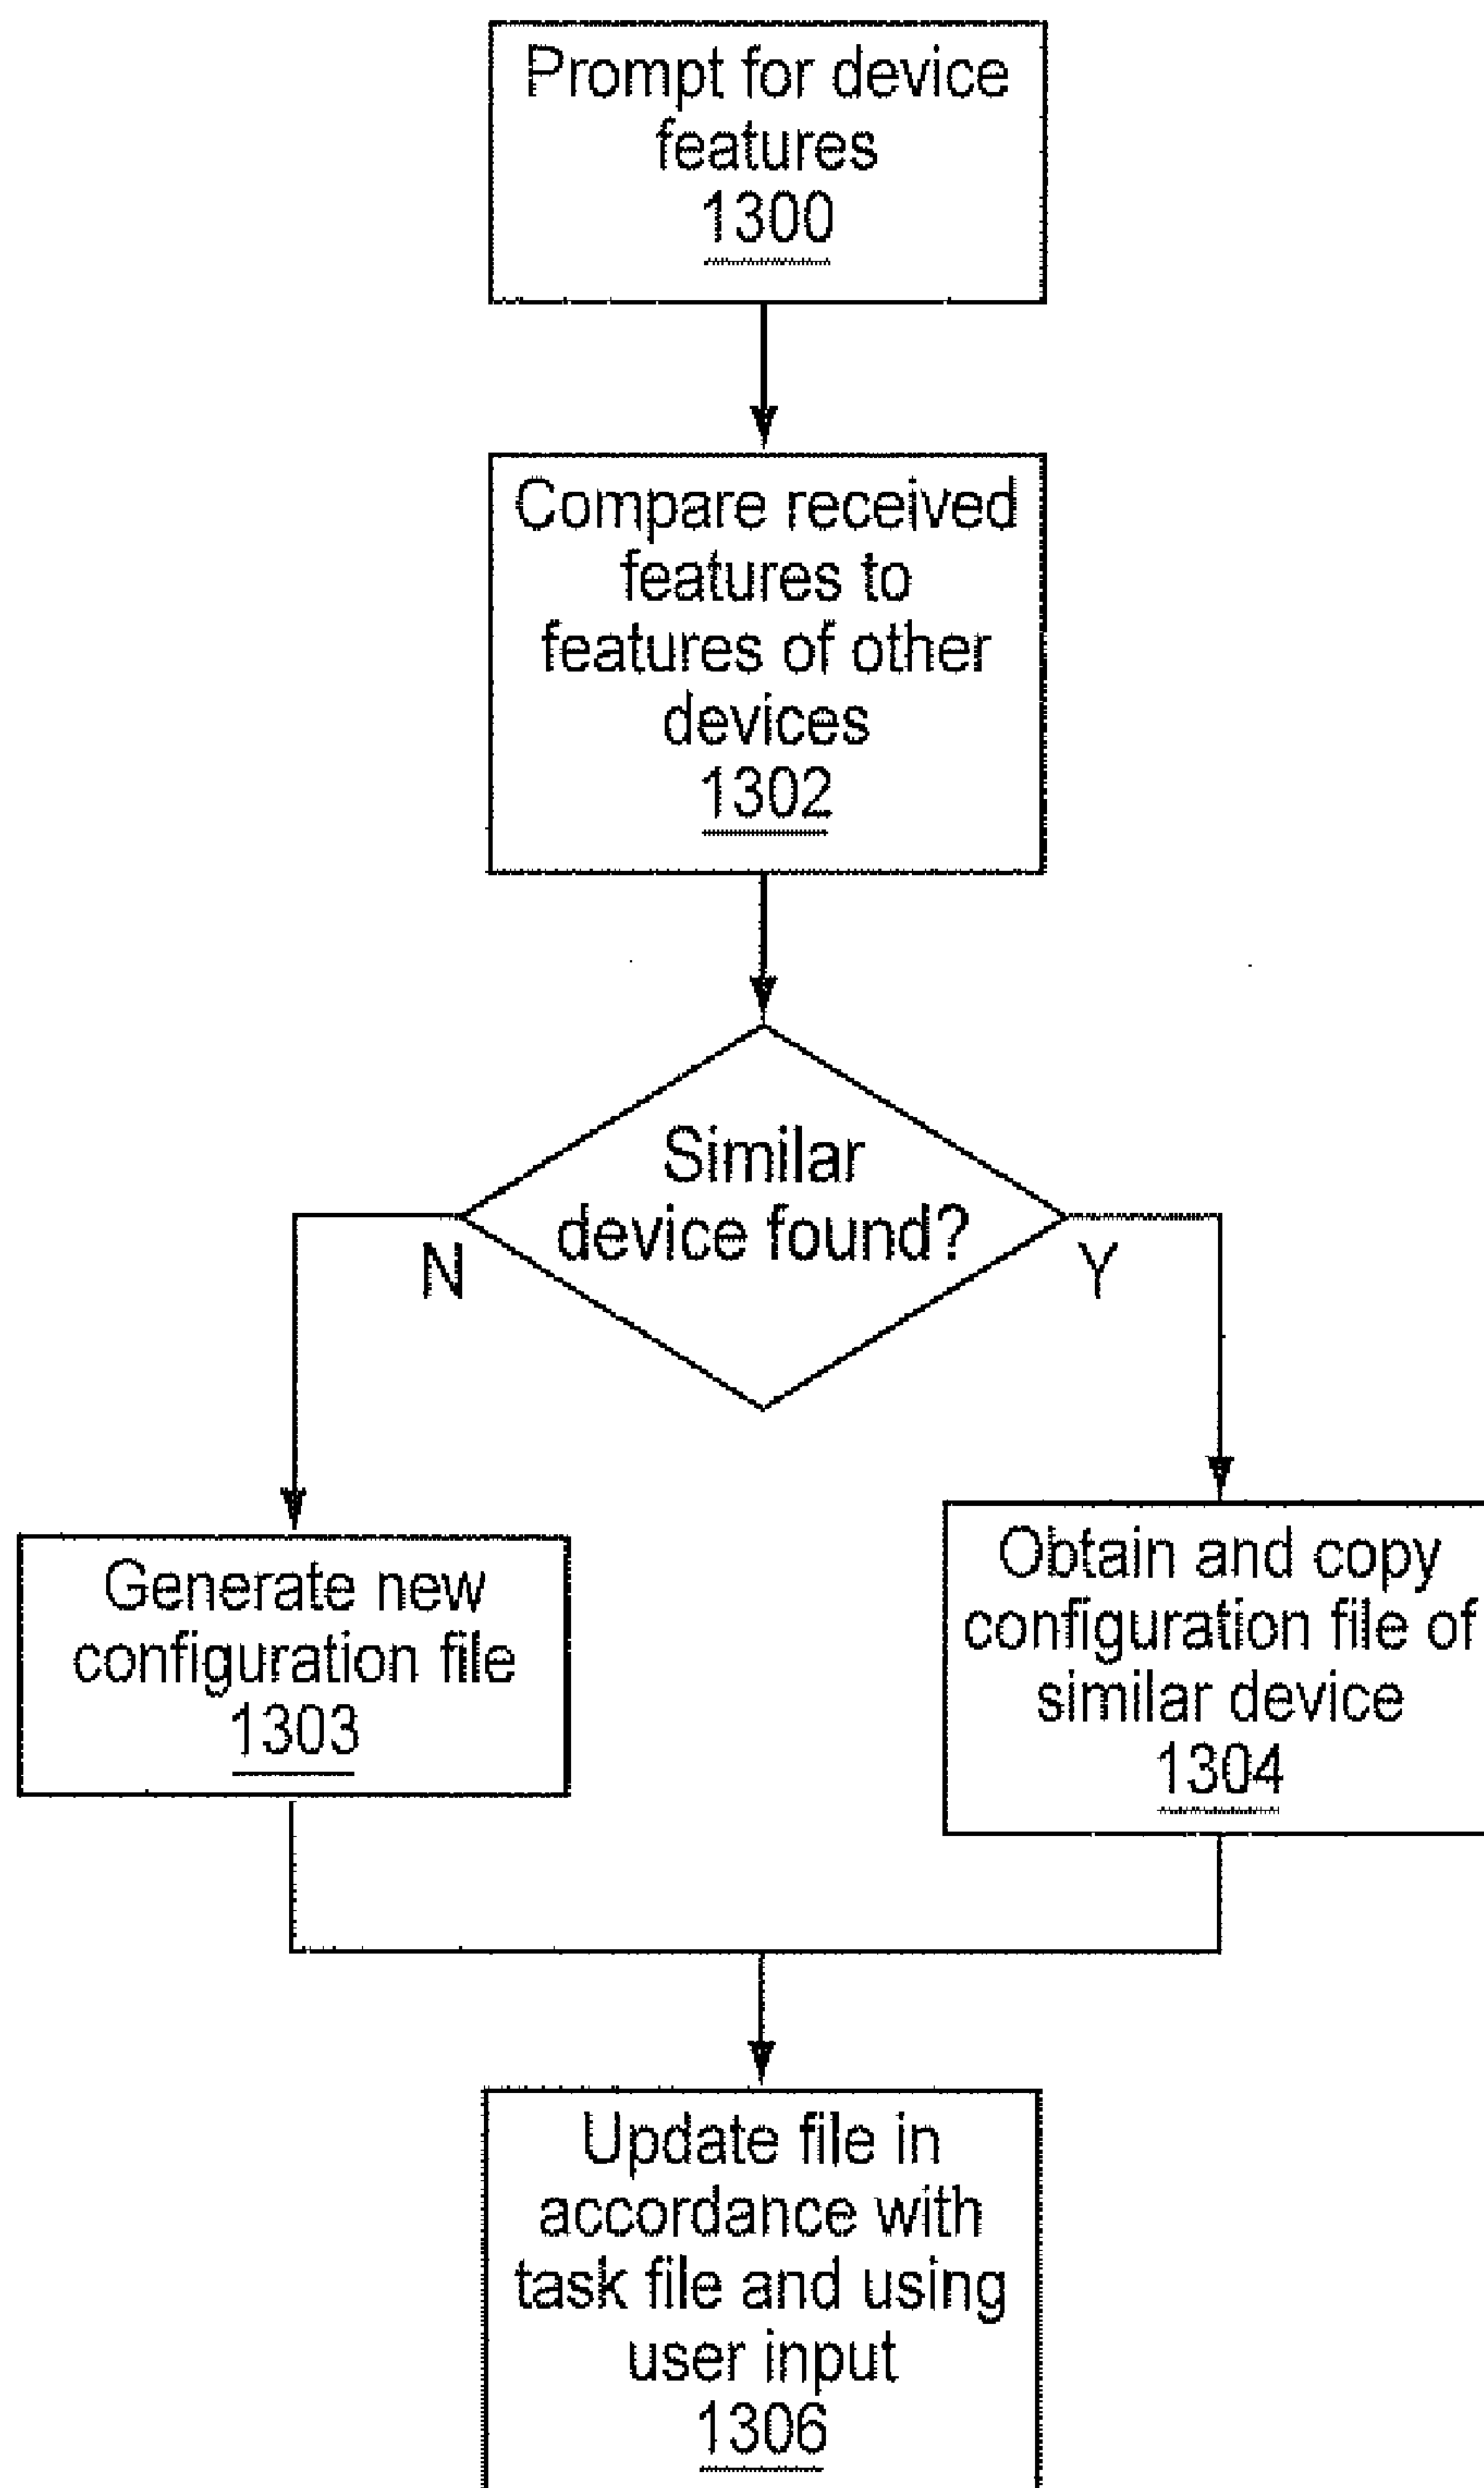 Prompt for device
features
1300
Compare received
features to
features of other
devices
1302
Similar
device found?
N
Y
Generate new
configuration file
1303
Obtain and copy
configuration file of
similar device
1304
Update file in
accordance with
task file and using
user input
1306